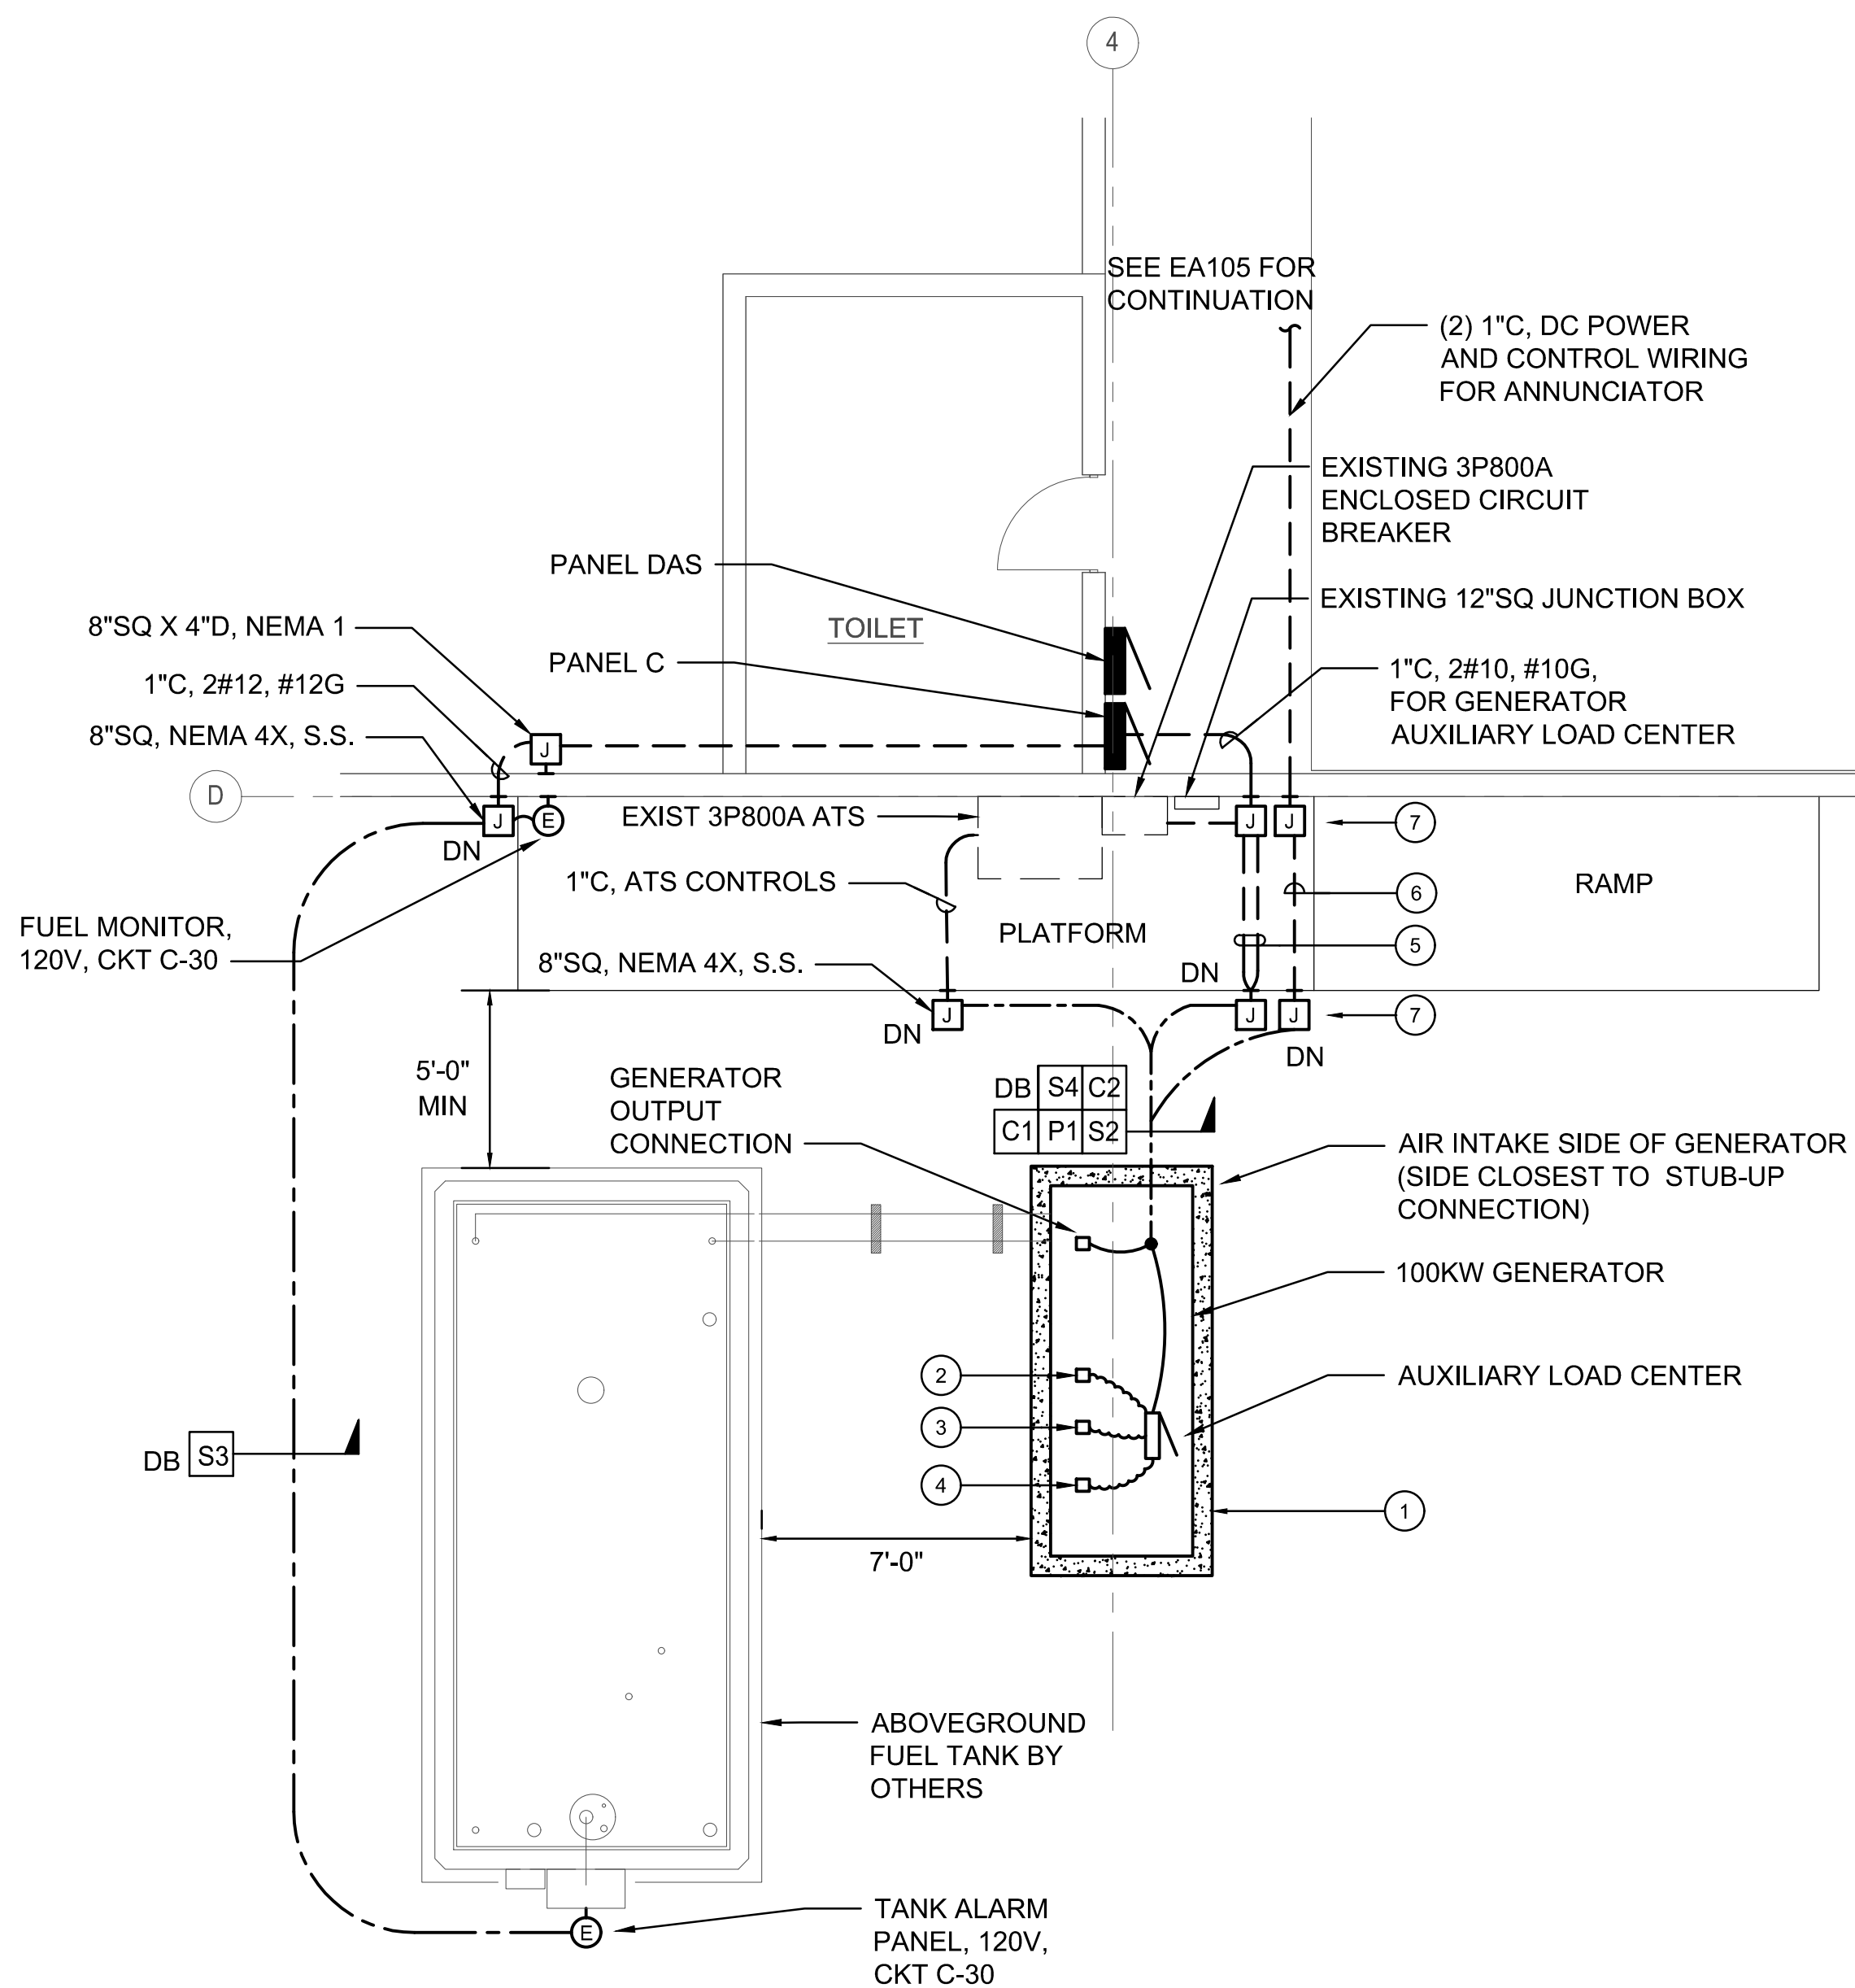 4
SEE EA105 FOR
CONTINUATION
(2) 1"C, DC POWER
AND CONTROL WIRING
FOR ANNUNCIATOR
EXISTING 3P800A
ENCLOSED CIRCUIT
BREAKER
PANEL DAS
EXISTING 12"SQ JUNCTION BOX
8"SQ X 4"D, NEMA 1
TOILET
PANEL C
1"C, 2#10, #10G,
FOR GENERATOR
AUXILIARY LOAD CENTER
1"C, 2#12, #12G
8"SQ, NEMA 4X, S.S.
J
D
EXIST 3P800A ATS
J
E
J
J
7
DN
1"C, ATS CONTROLS
RAMP
6
FUEL MONITOR,
120V, CKT C-30
PLATFORM
5
8"SQ, NEMA 4X, S.S.
DN
J
J
J
7
DN
DN
5'-0"
MIN
GENERATOR
OUTPUT
CONNECTION
DB S4 C2
C1 P1 S2
AIR INTAKE SIDE OF GENERATOR
(SIDE CLOSEST TO STUB-UP
CONNECTION)
100KW GENERATOR
2
AUXILIARY LOAD CENTER
3
DB S3
4
1
7'-0"
ABOVEGROUND
FUEL TANK BY
OTHERS
E
TANK ALARM
PANEL, 120V,
CKT C-30